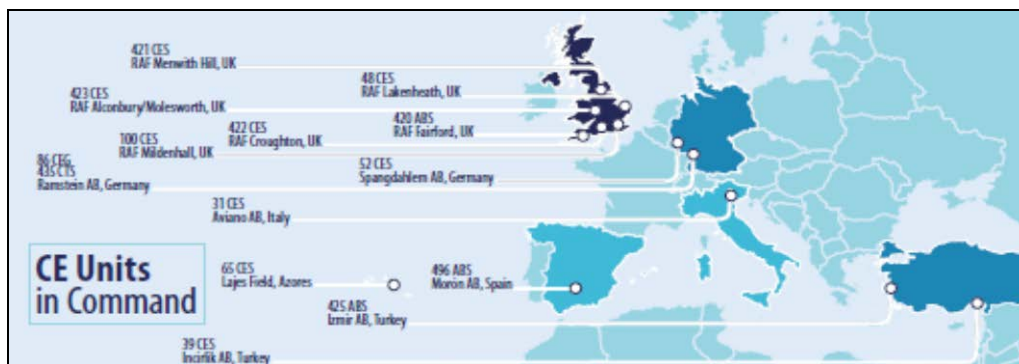 421 CES
RAF Menwith Hill, UK
48 CES
RAF Lakenheath, UK
423 CES
RAF Alconbury/Molesworth, UK
422 CES
RAF Croughton, UK
420 ABS
RAF Fairford, UK
100 CES
RAF Mildenhall, UK
86 CEG
435 CTS
Ramstein AB, Germany
52 CES
Spangdahlem AB, Germany
31 CES
Aviano AB, Italy
CE Units
in Command
65 CES
Lajes Field, Azores
496 ABS
Morón AB, Spain
425 ABS
Izmir AB, Turkey
39 CES
Incirlik AB, Turkey